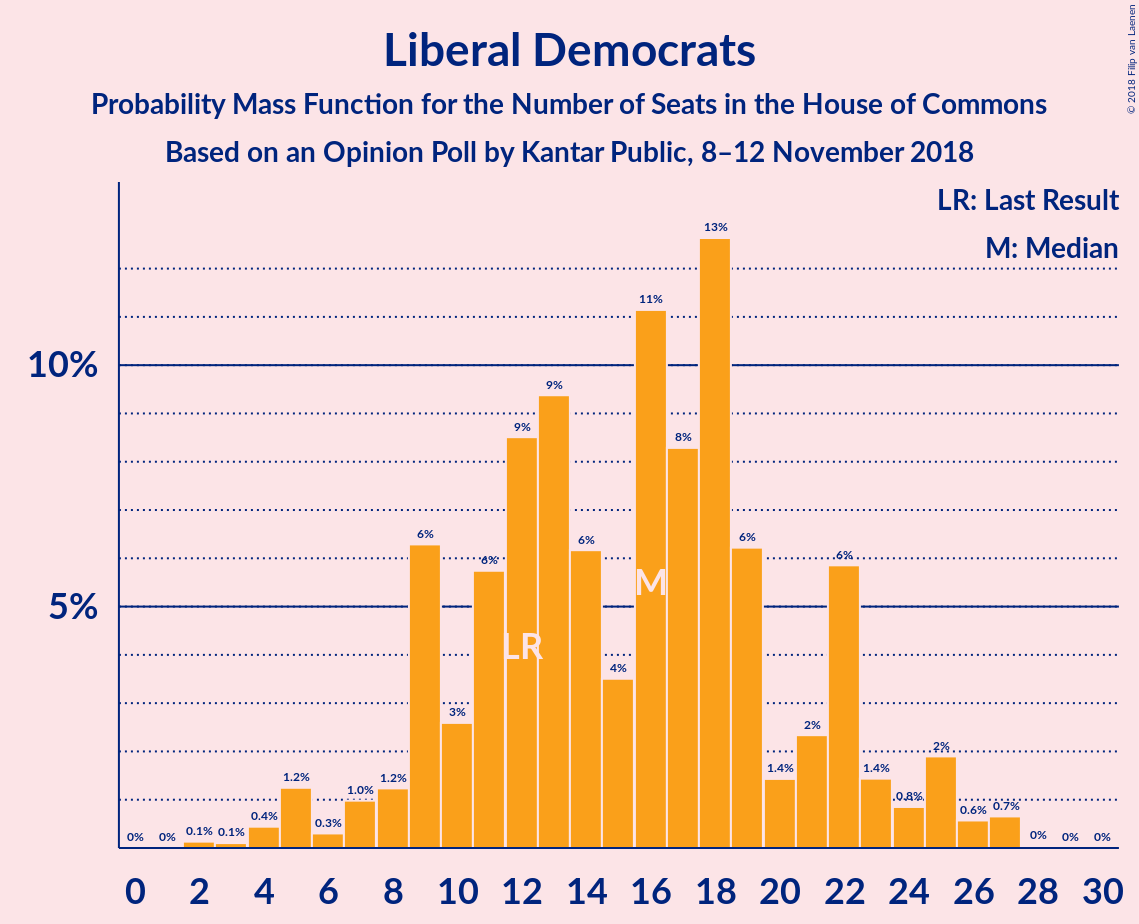 Liberal Democrats
Probability Mass Function for the Number of Seats in the House of Commons
Based on an Opinion Poll by Kantar Public, 8–12 November 2018
© 2018 Filip van Laenen
LR: Last Result
M: Median
10%
5%
0% 0% 0.1% 0.1% 0.4% 1.2% 0.3% 1.0% 1.2% 6% 3% 6% 9% 9% 6% 4% 11% 8% 13% 6% 1.4% 2% 6% 1.4% 0.8% 2% 0.6% 0.7% 0% 0% 0%
LR M
0 2 4 6 8 10 12 14 16 18 20 22 24 26 28 30